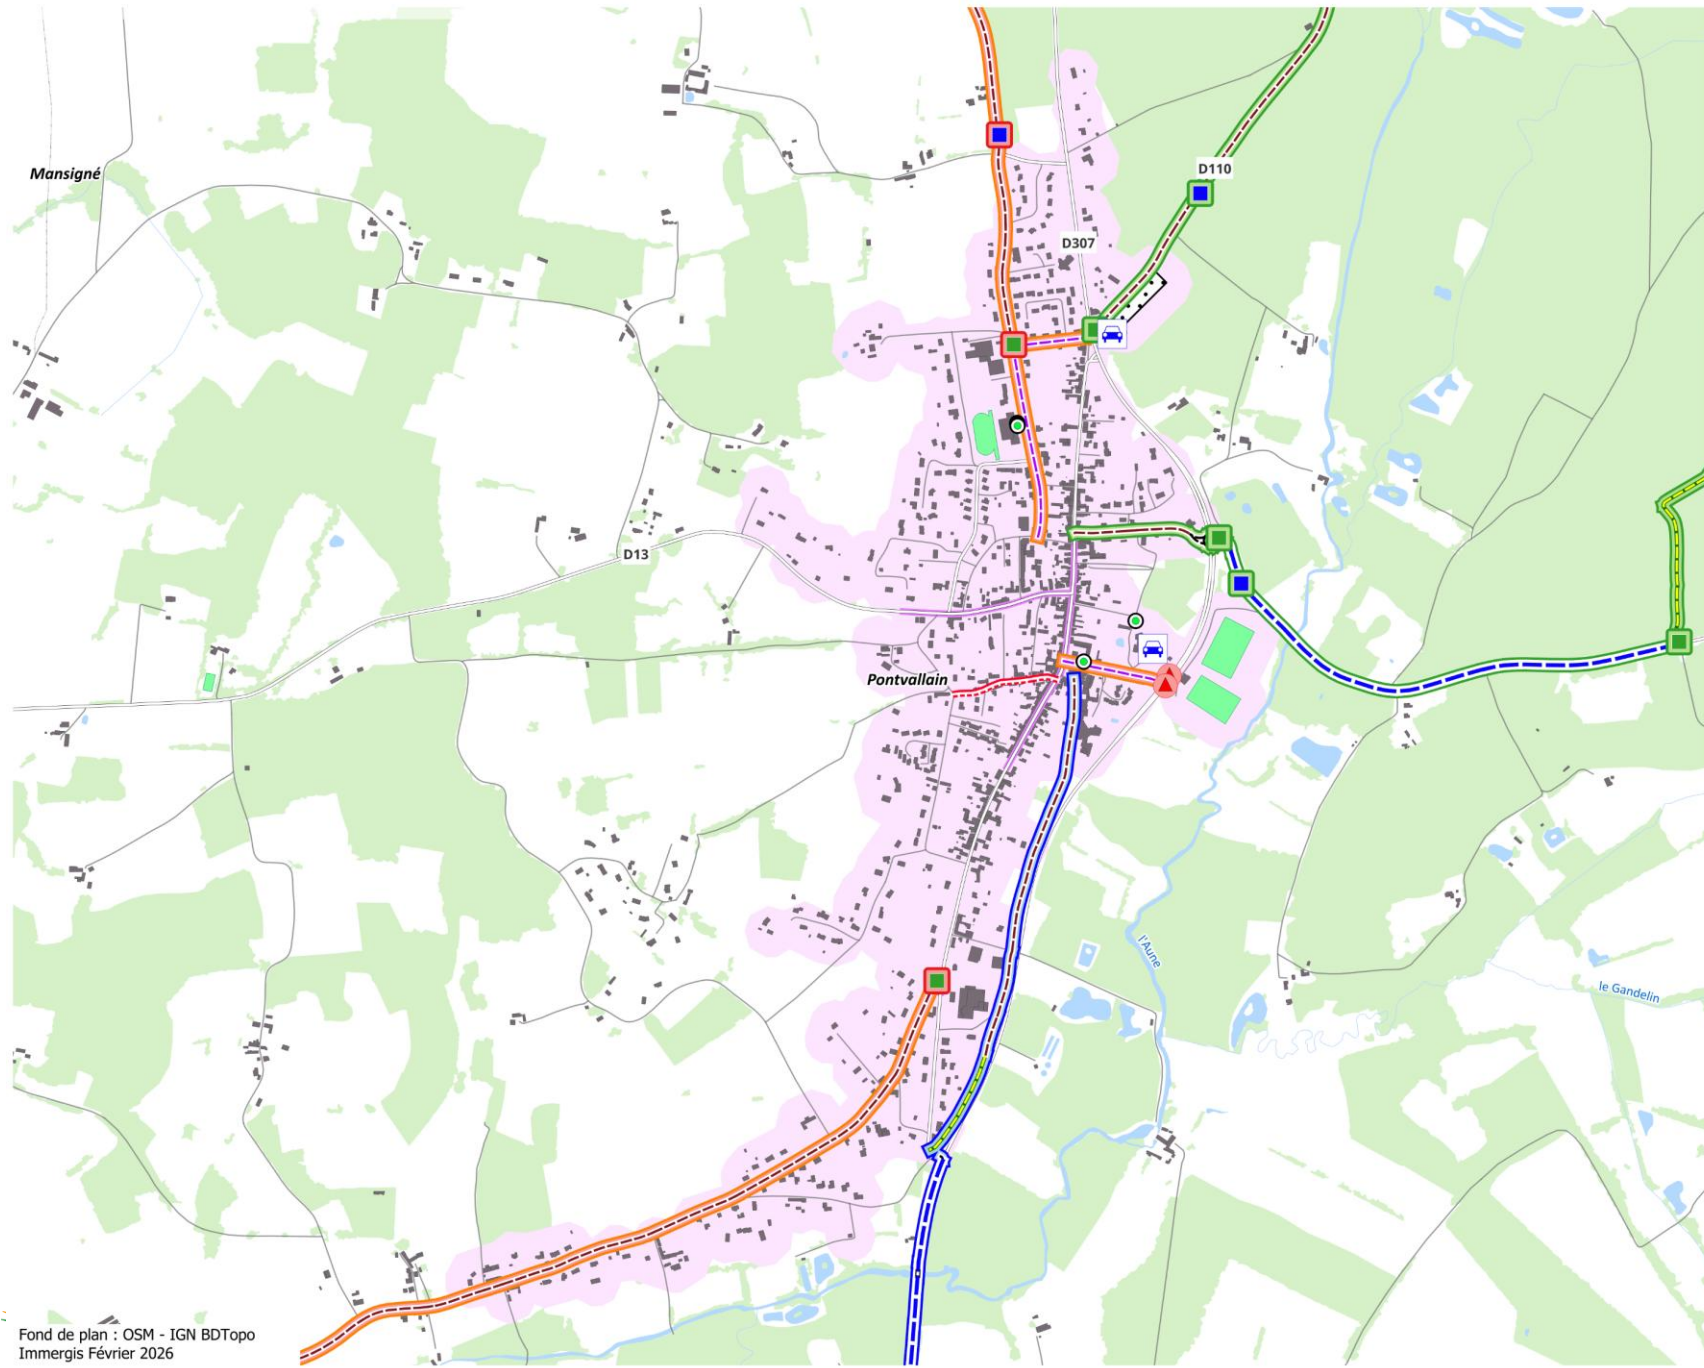 D110
Mansigné
D307
D13
Pontvallain
l'Aune
le Gandelin
Fond de plan : OSM - IGN BDTopo
Immergis Février 2026